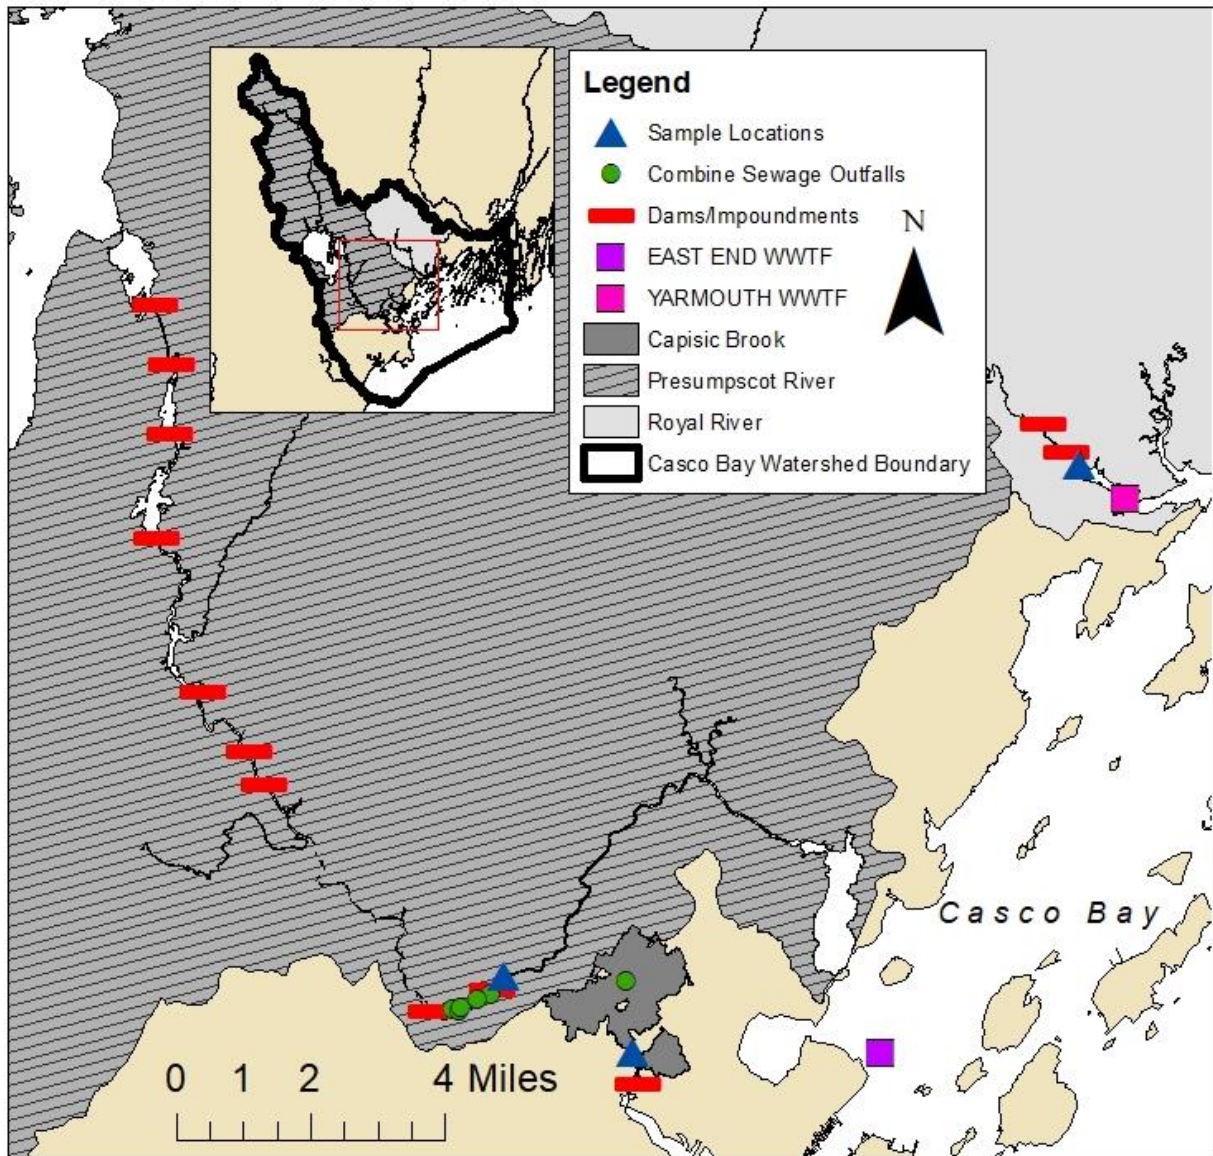 Legend
Sample Locations
Combine Sewage Outfalls
Dams/Impoundments
N
EAST END WWTF
YARMOUTH WWTF
Capisic Brook
Presumpscot River
Royal River
Casco Bay Watershed Boundary
Casco Bay
0 1 2 4 Miles